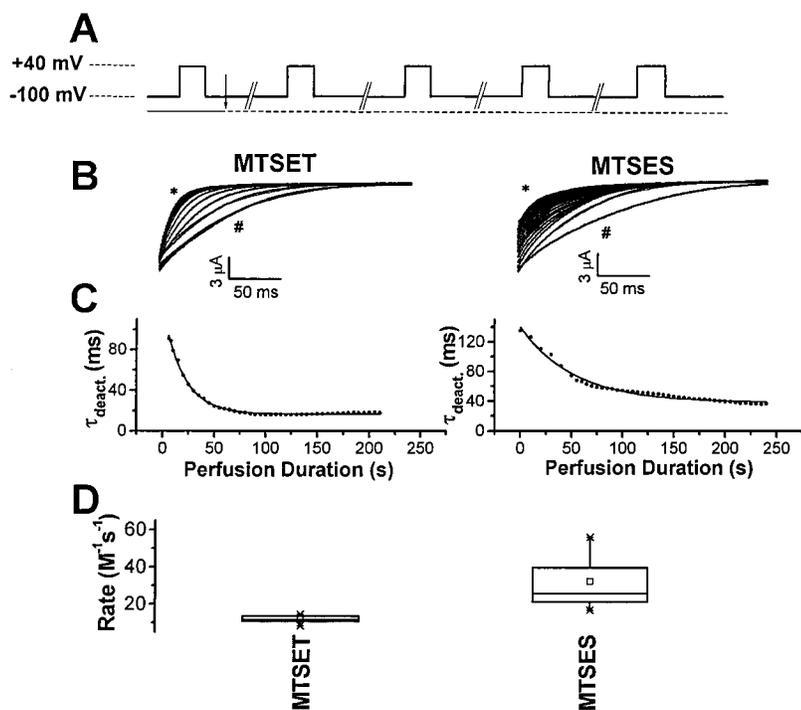 A
+40 mV
-100 mV
B
MTSET
MTSES
*
*
#
#
3 μA
50 ms
3 μA
50 ms
C
τdeact. (ms)
80
40
0
0 50 100 150 200 250
Perfusion Duration (s)
τdeact. (ms)
120
80
40
0
0 50 100 150 200 250
Perfusion Duration (s)
D
Rate (M⁻¹s⁻¹)
60
40
20
MTSET
MTSES